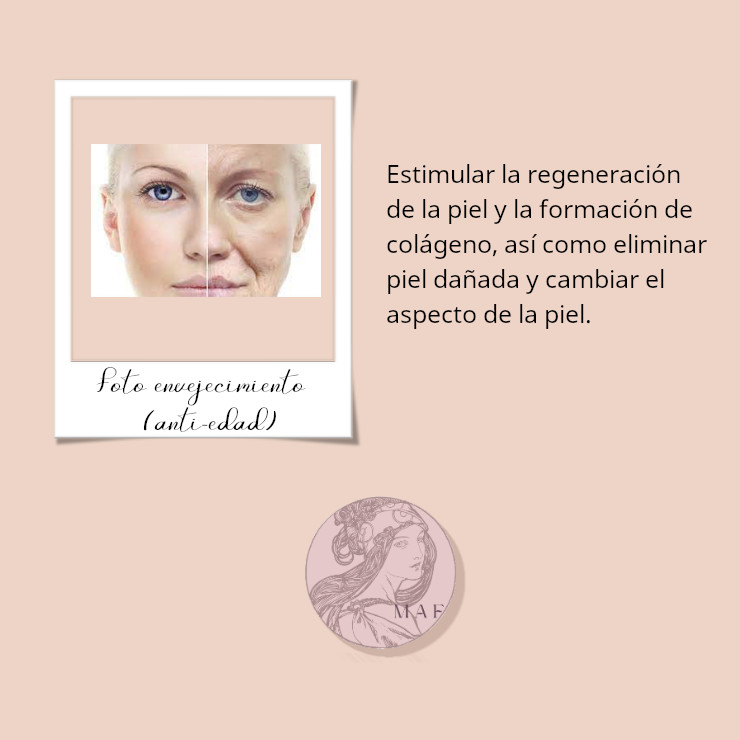 Estimular la regeneración
de la piel y la formación de
colágeno, así como eliminar
piel dañada y cambiar el
aspecto de la piel.
Foto envejecimiento
(anti-edad)
MAF